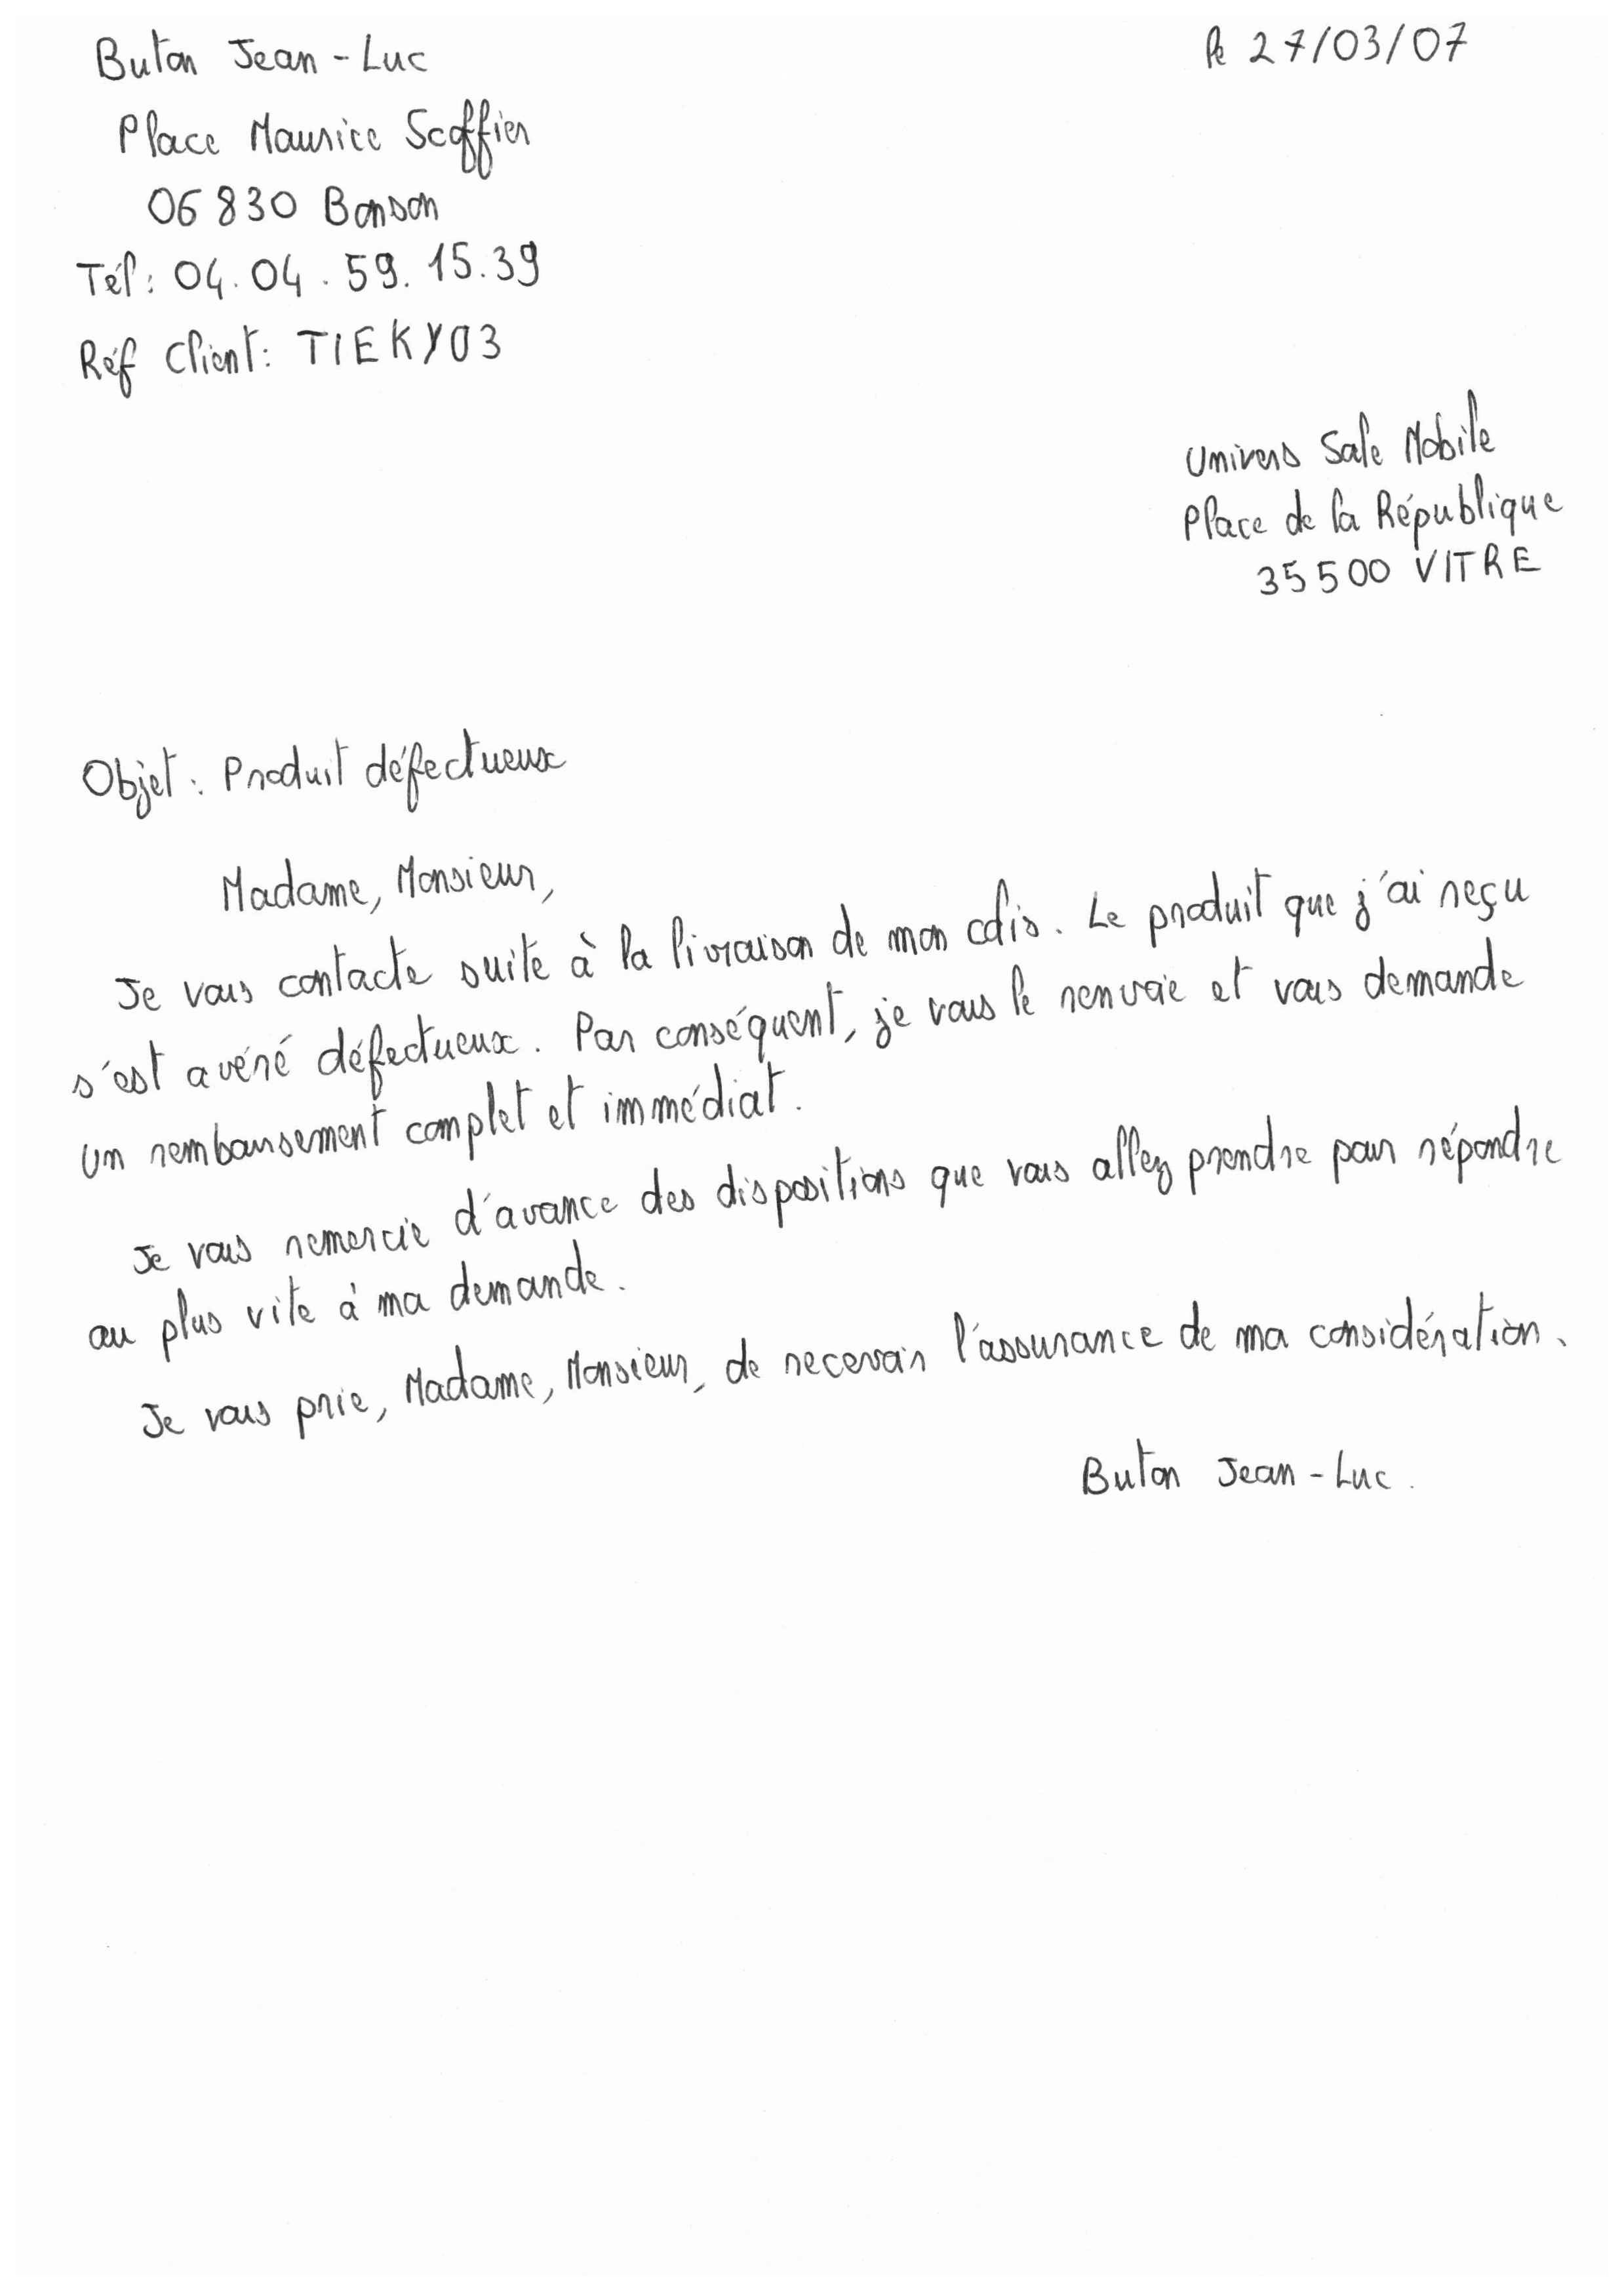 Buton Jean-Luc
le 27/03/07
Place Maurice Scoffier
06830 Bonson
Tél: 04.04.59.15.39
Réf Client: TIEKY03
Univers Sale Mobile
Place de la République
35500 VITRE
Objet: Produit défectueux
Madame, Monsieur,
Je vous contacte suite à la livraison de mon colis. Le produit que j'ai reçu
s'est avéré défectueux. Par conséquent, je vous le renvoie et vous demande
un remboursement complet et immédiat.
Je vous remercie d'avance des dispositions que vous allez prendre pour répondre
au plus vite à ma demande.
Je vous prie, Madame, Monsieur, de recevoir l'assurance de ma considération.
Buton Jean-Luc.